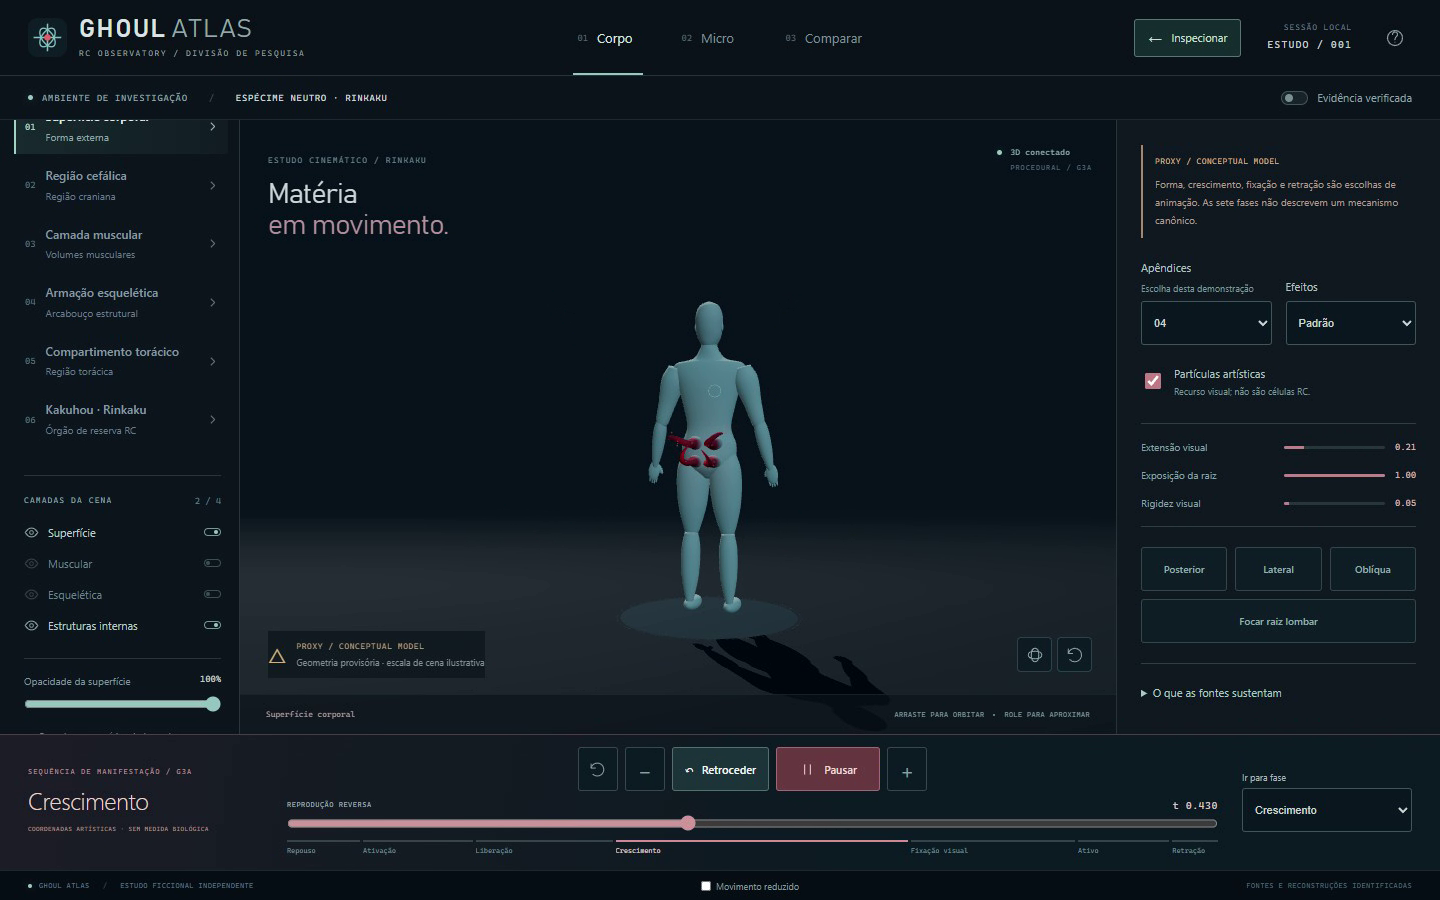 GHOUL ATLAS
RC OBSERVATORY / DIVISÃO DE PESQUISA
01 Corpo
02 Micro
03 Comparar
← Inspecionar
SESSÃO LOCAL
ESTUDO / 001
?
AMBIENTE DE INVESTIGAÇÃO / ESPÉCIME NEUTRO · RINKAKU
Evidência verificada
01
Forma externa
02 Região cefálica
Região craniana
03 Camada muscular
Volumes musculares
04 Armação esquelética
Arcabouço estrutural
05 Compartimento torácico
Região torácica
06 Kakuhou · Rinkaku
Órgão de reserva RC
CAMADAS DA CENA 2 / 4
Superfície
Muscular
Esquelética
Estruturas internas
Opacidade da superfície 100%
ESTUDO CINEMÁTICO / RINKAKU
Matéria
em movimento.
3D conectado
PROCEDURAL / G3A
PROXY / CONCEPTUAL MODEL
Geometria provisória · escala de cena ilustrativa
Superfície corporal
ARRASTE PARA ORBITAR • ROLE PARA APROXIMAR
PROXY / CONCEPTUAL MODEL
Forma, crescimento, fixação e retração são escolhas de
animação. As sete fases não descrevem um mecanismo
canônico.
Apêndices
Escolha desta demonstração
04
Efeitos
Padrão
Partículas artísticas
Recurso visual; não são células RC.
Extensão visual 0.21
Exposição da raiz 1.00
Rigidez visual 0.05
Posterior
Lateral
Oblíqua
Focar raiz lombar
▶ O que as fontes sustentam
SEQUÊNCIA DE MANIFESTAÇÃO / G3A
Crescimento
COORDENADAS ARTÍSTICAS · SEM MEDIDA BIOLÓGICA
− Retroceder Pausar +
REPRODUÇÃO REVERSA t 0.430
Repouso Ativação Liberação Crescimento Fixação visual Ativo Retração
Ir para fase
Crescimento
GHOUL ATLAS / ESTUDO FICCIONAL INDEPENDENTE
Movimento reduzido
FONTES E RECONSTRUÇÕES IDENTIFICADAS